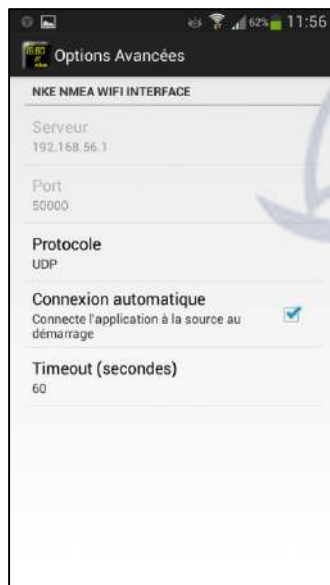 62% 11:56
Options Avancées
NKE NMEA WIFI INTERFACE
Serveur
192.168.56.1
Port
50000
Protocole
UDP
Connexion automatique
Connecte l'application à la source au
démarrage
Timeout (secondes)
60